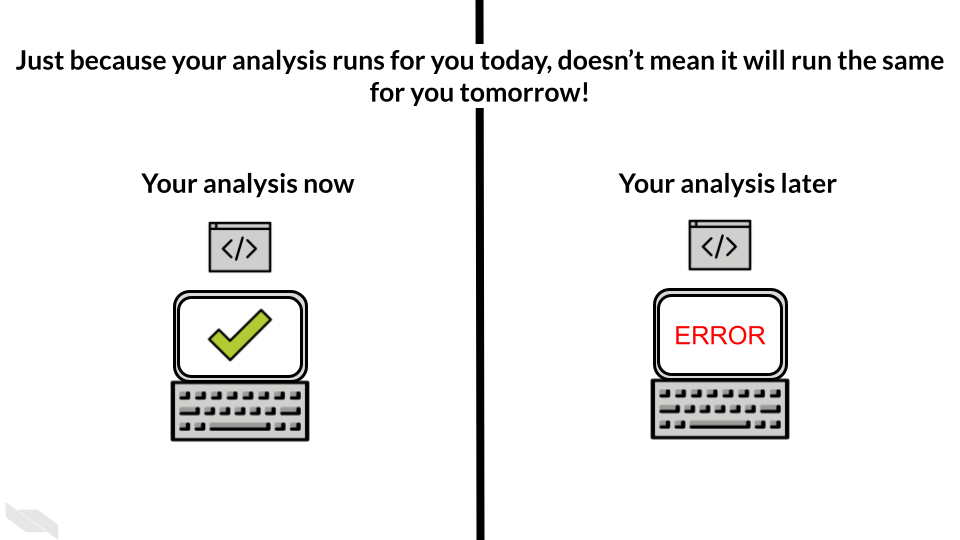 Just because your analysis runs for you today, doesn’t mean it will run the same
for you tomorrow!
Your analysis now
</>
Your analysis later
</>
ERROR